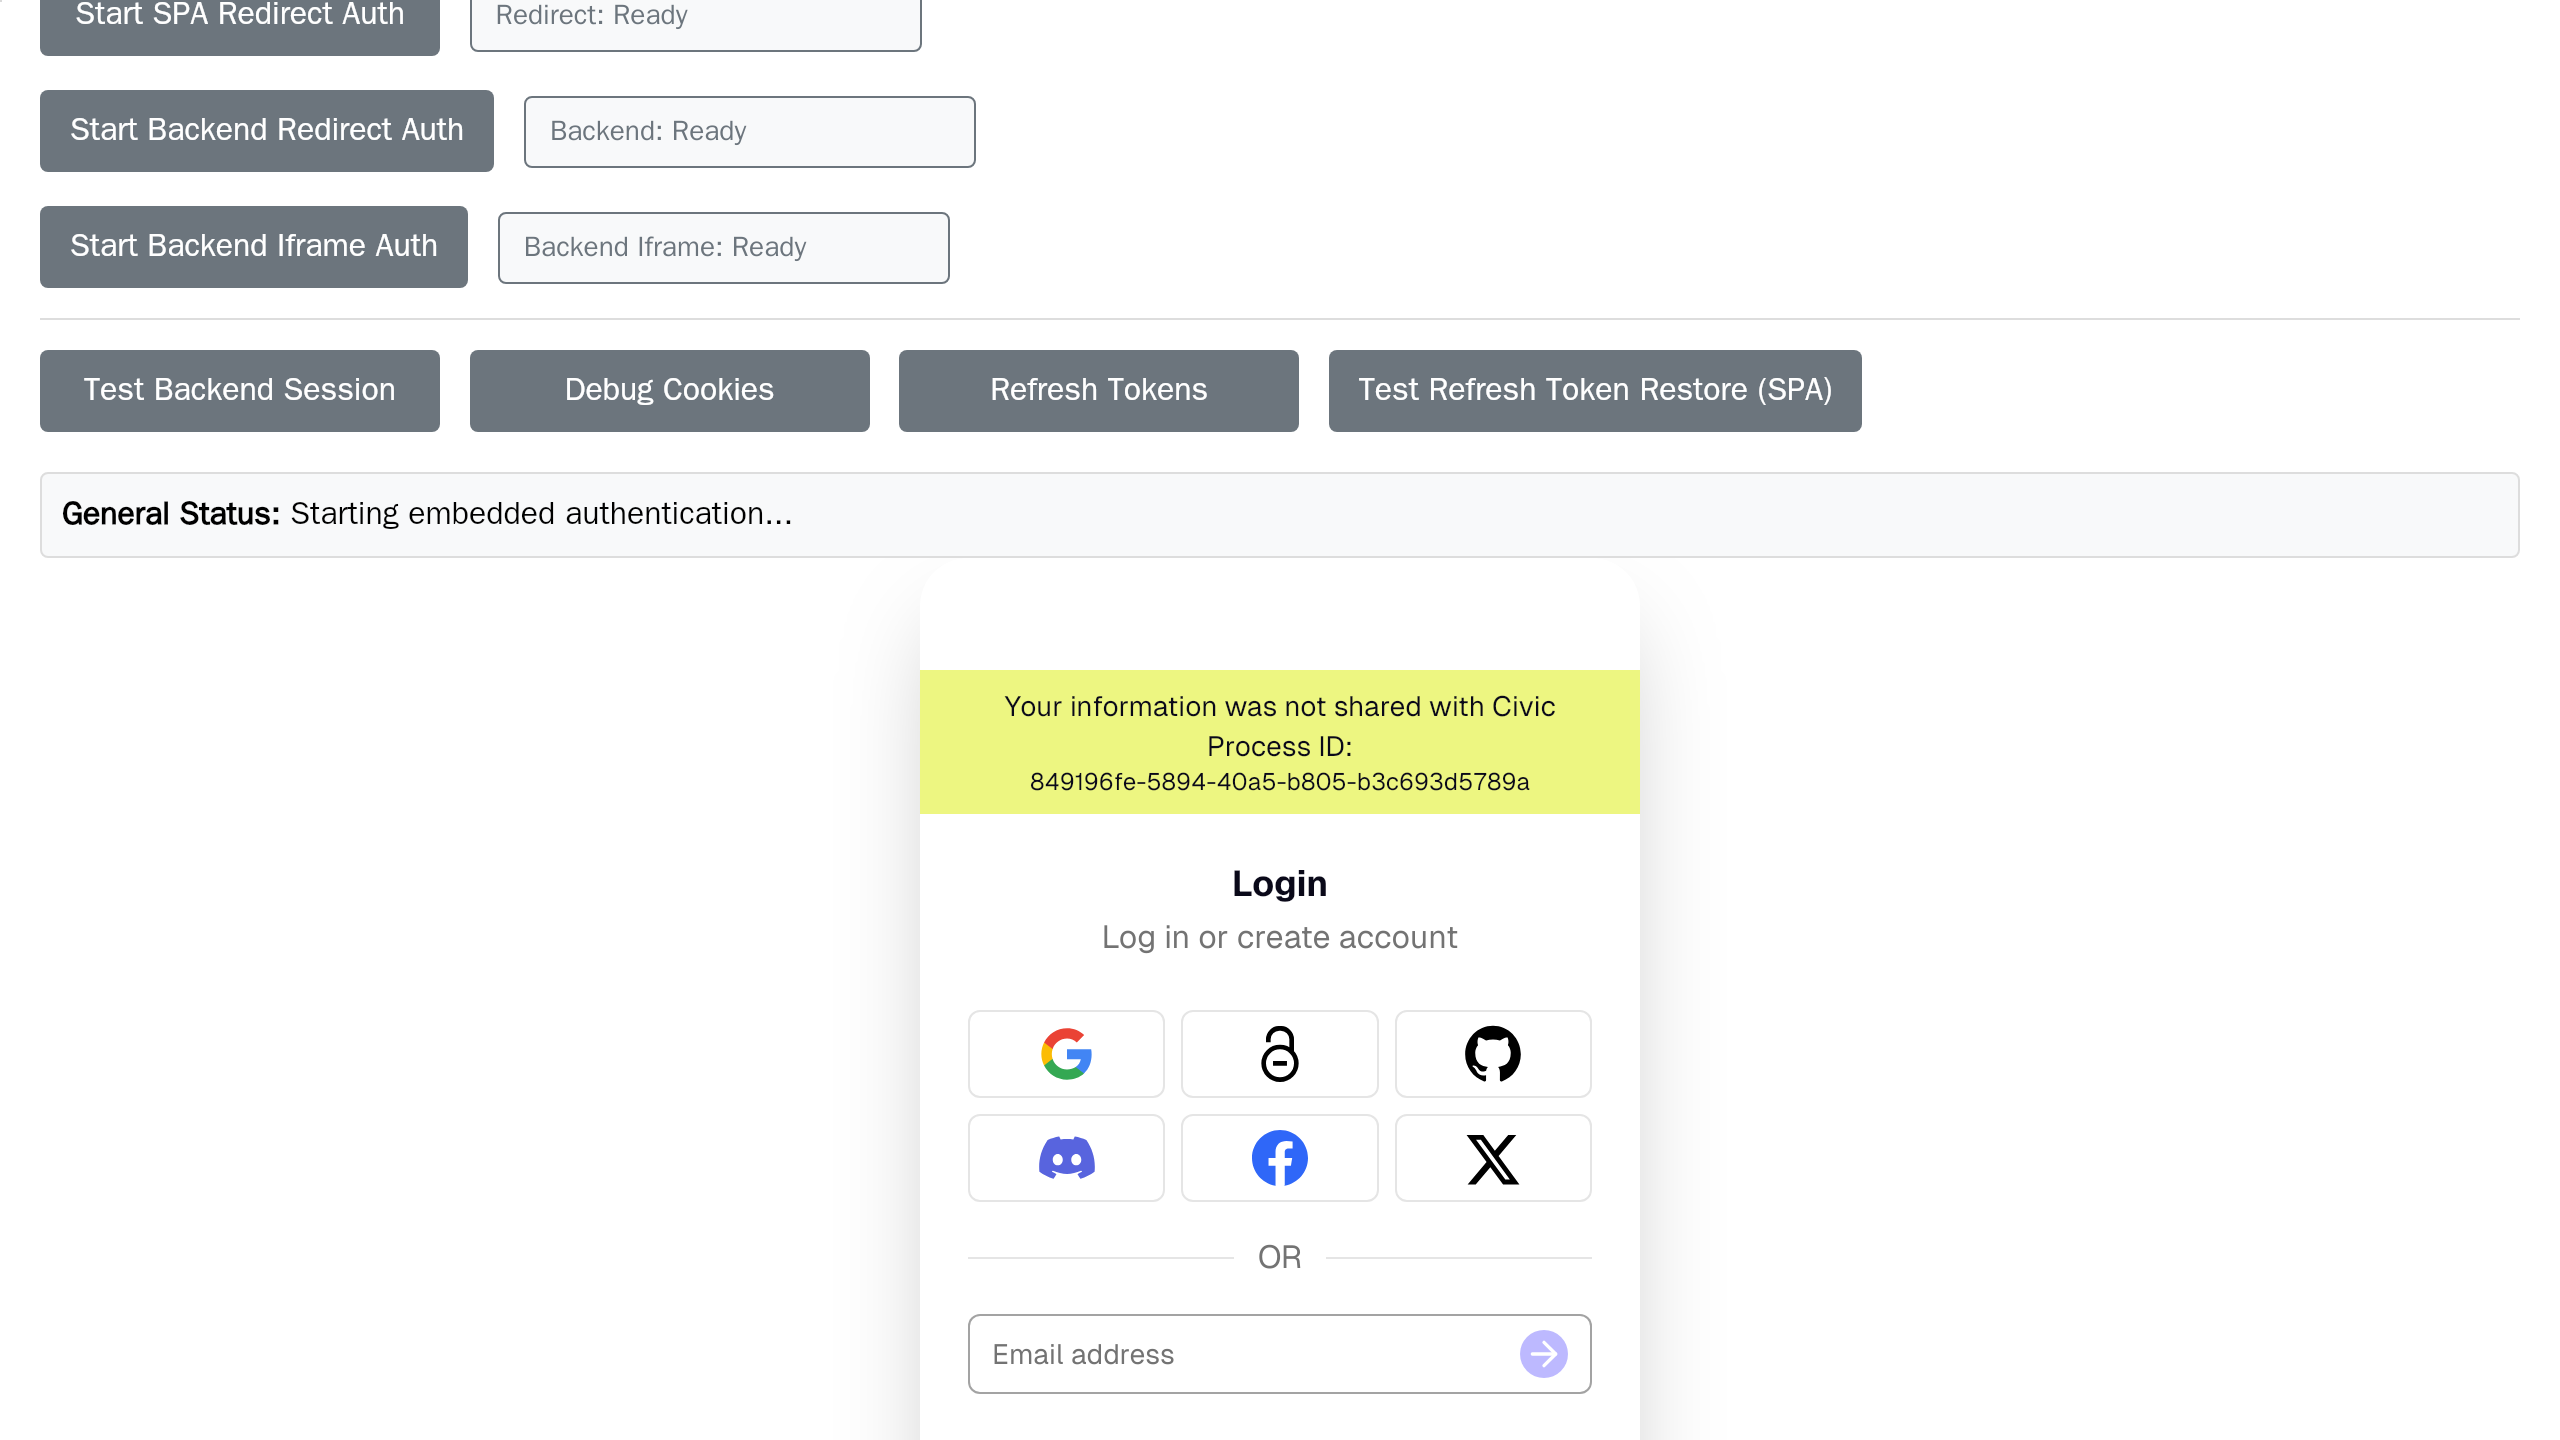 Start SPA Redirect Auth
Redirect: Ready
Start Backend Redirect Auth
Backend: Ready
Start Backend Iframe Auth
Backend Iframe: Ready
Test Backend Session
Debug Cookies
Refresh Tokens
Test Refresh Token Restore (SPA)
General Status: Starting embedded authentication...
Your information was not shared with Civic
Process ID:
849196fe-5894-40a5-b805-b3c693d5789a
Login
Log in or create account
OR
Email address